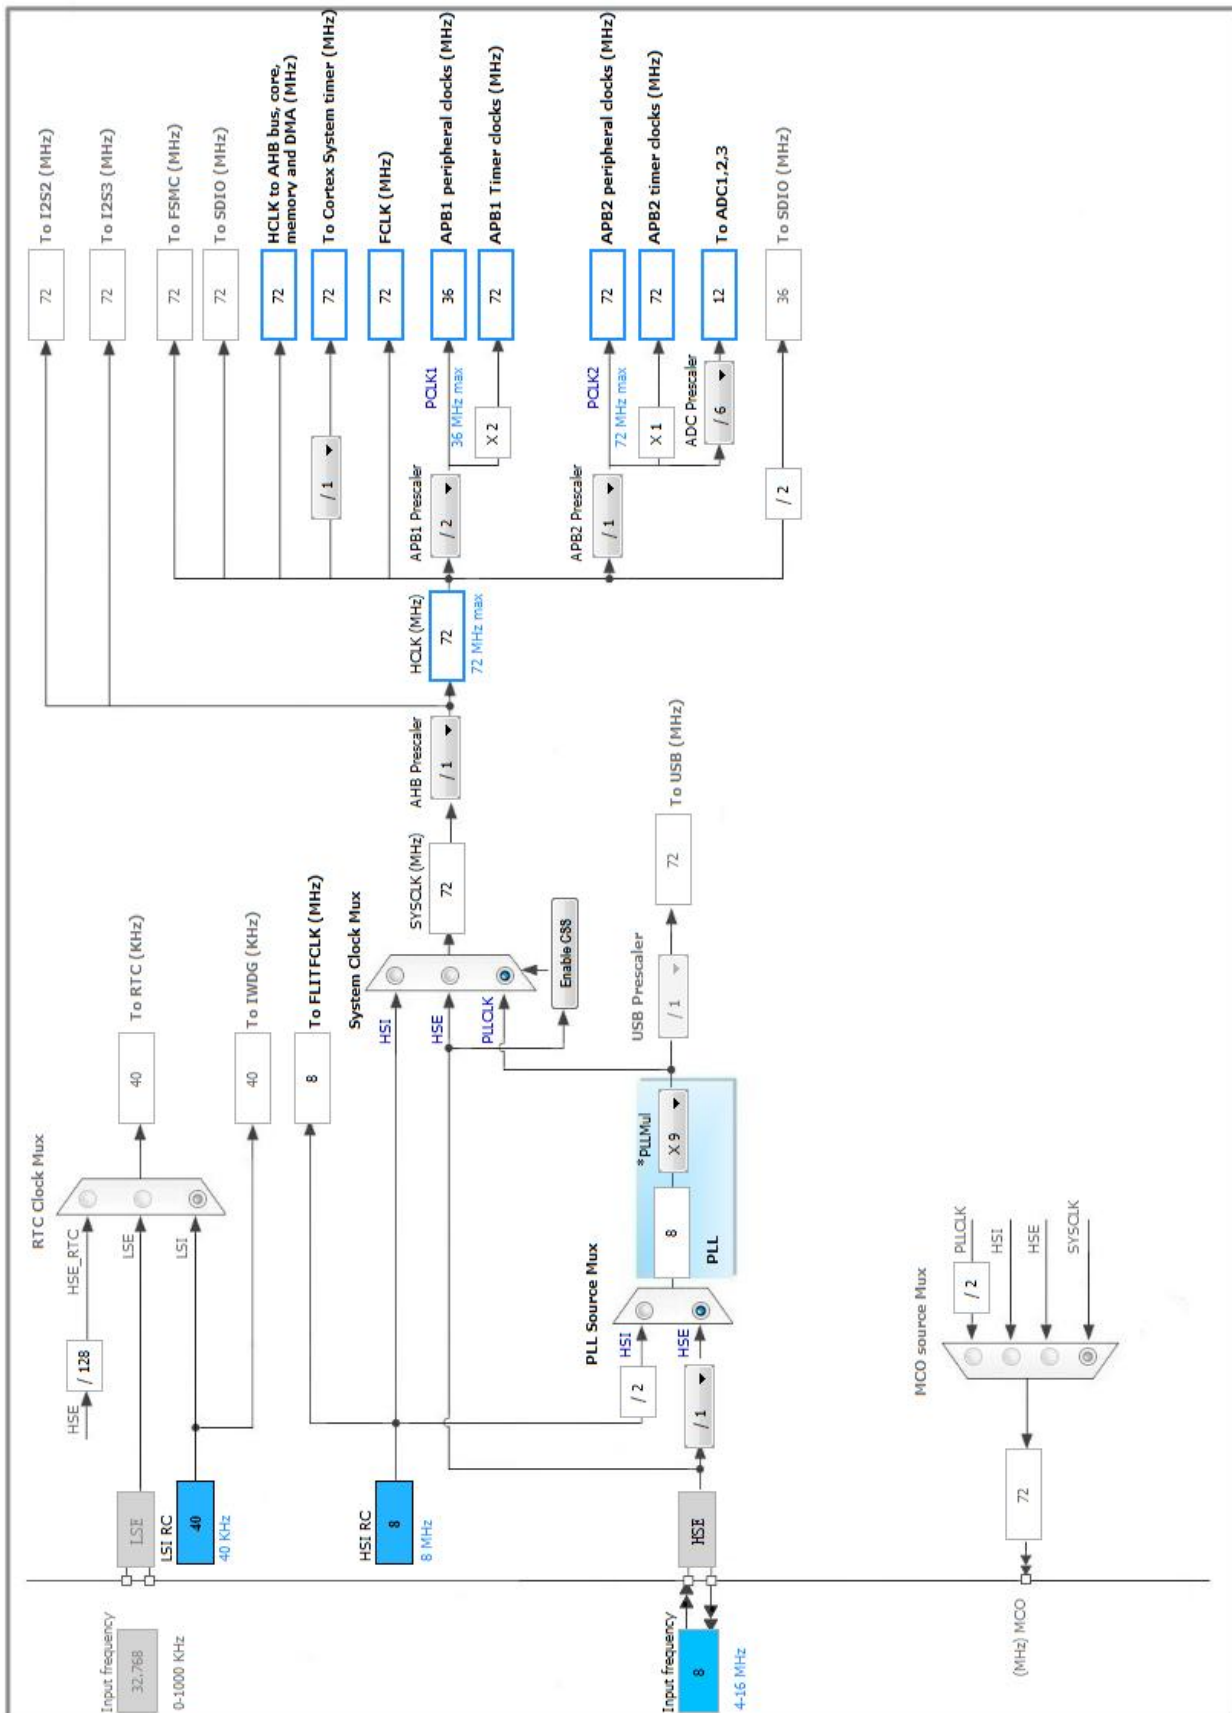 Input frequency
32.768
0-1000 KHz
LSE
LSI RC
40
40 KHz
HSE
/ 128
HSE_RTC
LSE
LSI
RTC Clock Mux
40
To RTC (KHz)
40
To IWDG (KHz)
HSI RC
8
8 MHz
8
To FLITFCLK (MHz)
System Clock Mux
HSI
HSE
PLLCLK
Enable CSS
SYSCLK (MHz)
72
AHB Prescaler
/ 1
HCLK (MHz)
72
72 MHz max
72
To I2S2 (MHz)
72
To I2S3 (MHz)
72
To FSMC (MHz)
72
To SDIO (MHz)
72
HCLK to AHB bus, core,
memory and DMA (MHz)
/ 1
72
To Cortex System timer (MHz)
72
FCLK (MHz)
APB1 Prescaler
/ 2
PCLK1
36 MHz max
36
APB1 peripheral clocks (MHz)
X 2
72
APB1 Timer clocks (MHz)
APB2 Prescaler
/ 1
PCLK2
72 MHz max
72
APB2 peripheral clocks (MHz)
X 1
72
APB2 timer clocks (MHz)
ADC Prescaler
/ 6
12
To ADC1,2,3
/ 2
36
To SDIO (MHz)
Input frequency
8
4-16 MHz
HSE
/ 2
/ 1
PLL Source Mux
HSI
HSE
8
*PLLMul
X 9
PLL
USB Prescaler
/ 1
72
To USB (MHz)
(MHz) MCO
72
MCO source Mux
/ 2
PLLCLK
HSI
HSE
SYSCLK